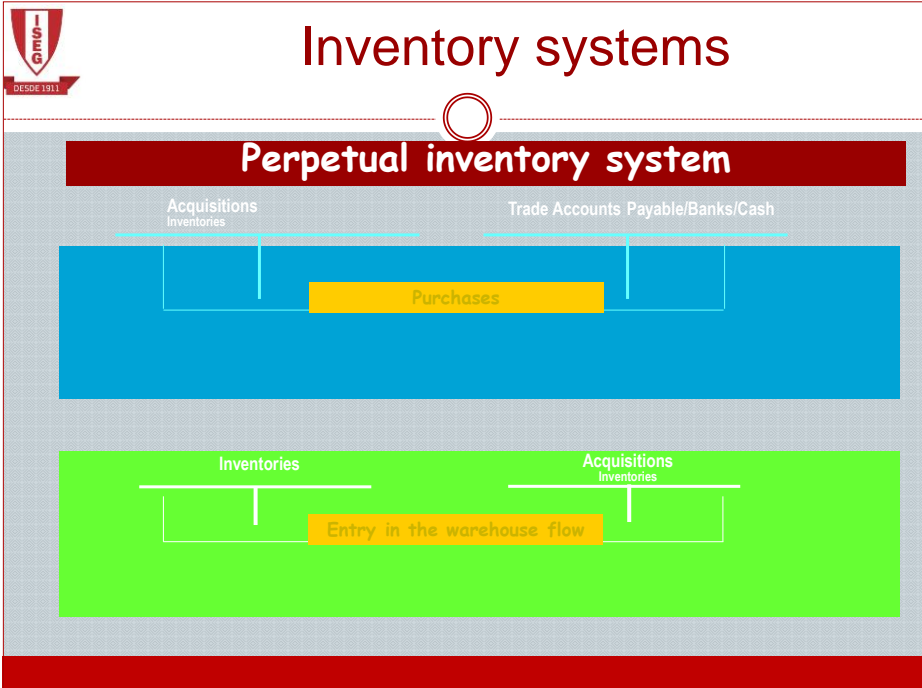 I
S
E
G
DESDE 1911
Inventory systems
Perpetual inventory system
Acquisitions
Inventories
Trade Accounts Payable/Banks/Cash
Purchases
Inventories
Acquisitions
Inventories
Entry in the warehouse flow